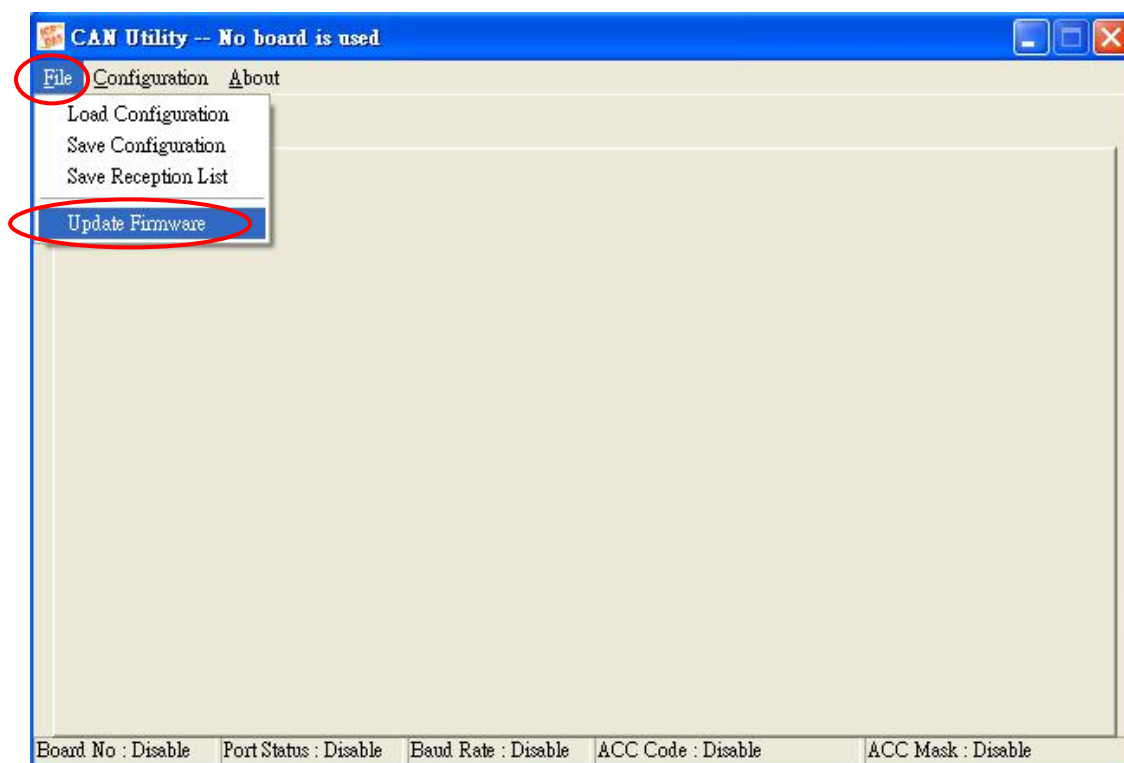 CAN Utility -- No board is used
File Configuration About
Load Configuration
Save Configuration
Save Reception List
Update Firmware
Board No : Disable Port Status : Disable Baud Rate : Disable ACC Code : Disable ACC Mask : Disable